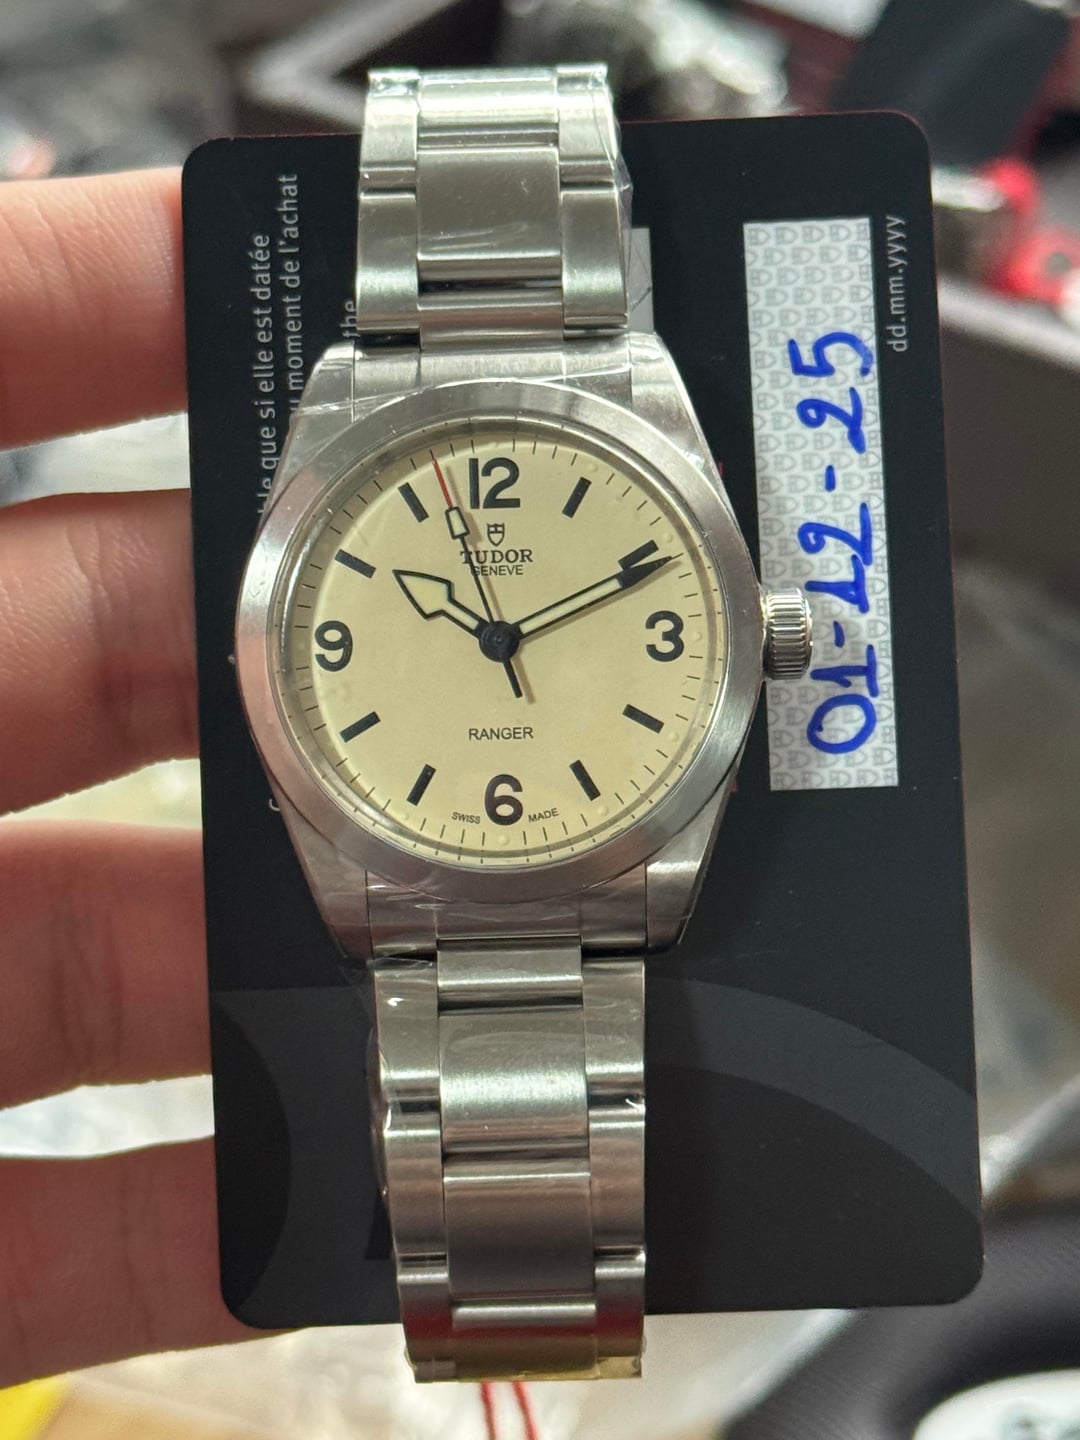 12
TUDOR
GENEVE
9
3
RANGER
6
SWISS MADE
que si elle est datée
moment de l'achat
the
01-12-25
dd.mm.yyyy